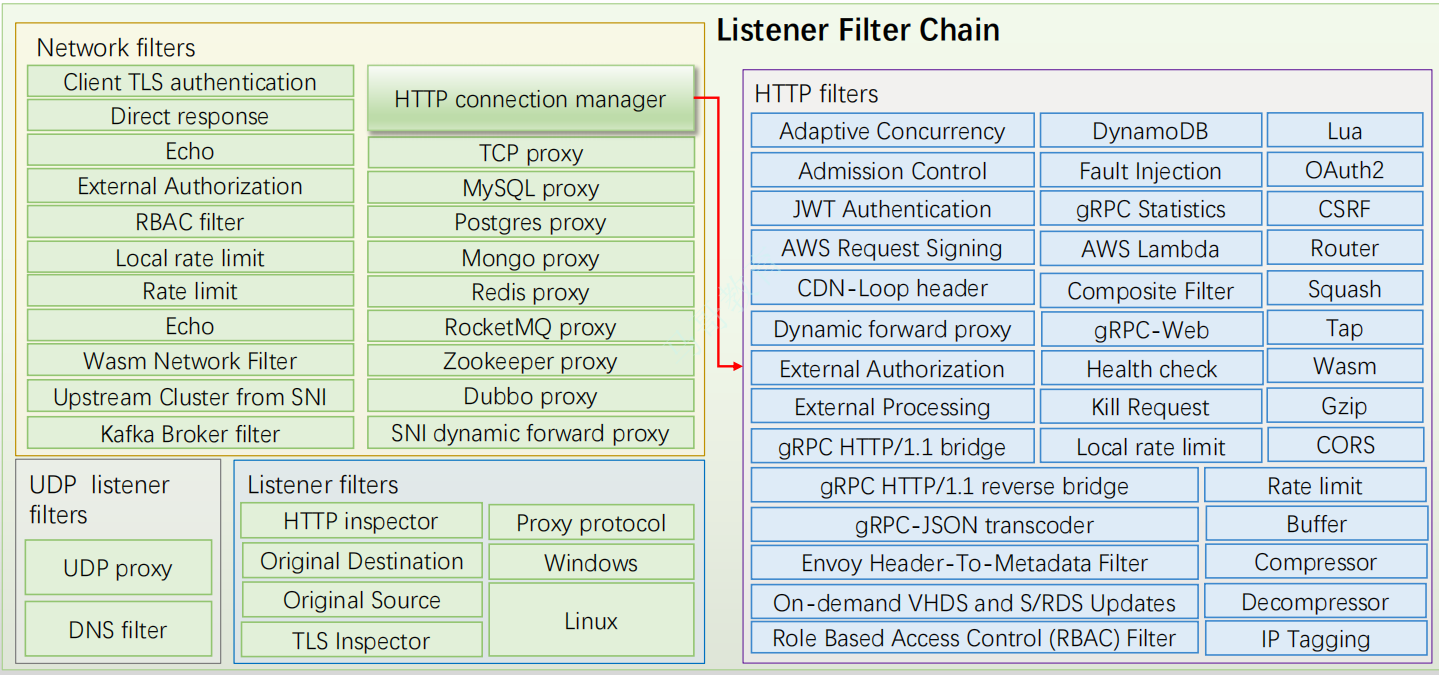 Listener Filter Chain
Network filters
Client TLS authentication
Direct response
Echo
External Authorization
RBAC filter
Local rate limit
Rate limit
Echo
Wasm Network Filter
Upstream Cluster from SNI
Kafka Broker filter
HTTP connection manager
TCP proxy
MySQL proxy
Postgres proxy
Mongo proxy
Redis proxy
RocketMQ proxy
Zookeeper proxy
Dubbo proxy
SNI dynamic forward proxy
UDP listener
filters
UDP proxy
DNS filter
Listener filters
HTTP inspector
Original Destination
Original Source
TLS Inspector
Proxy protocol
Windows
Linux
HTTP filters
Adaptive Concurrency
Admission Control
JWT Authentication
AWS Request Signing
CDN-Loop header
Dynamic forward proxy
External Authorization
External Processing
gRPC HTTP/1.1 bridge
DynamoDB
Fault Injection
gRPC Statistics
AWS Lambda
Composite Filter
gRPC-Web
Health check
Kill Request
Local rate limit
Lua
OAuth2
CSRF
Router
Squash
Tap
Wasm
Gzip
CORS
gRPC HTTP/1.1 reverse bridge
gRPC-JSON transcoder
Envoy Header-To-Metadata Filter
On-demand VHDS and S/RDS Updates
Role Based Access Control (RBAC) Filter
Rate limit
Buffer
Compressor
Decompressor
IP Tagging